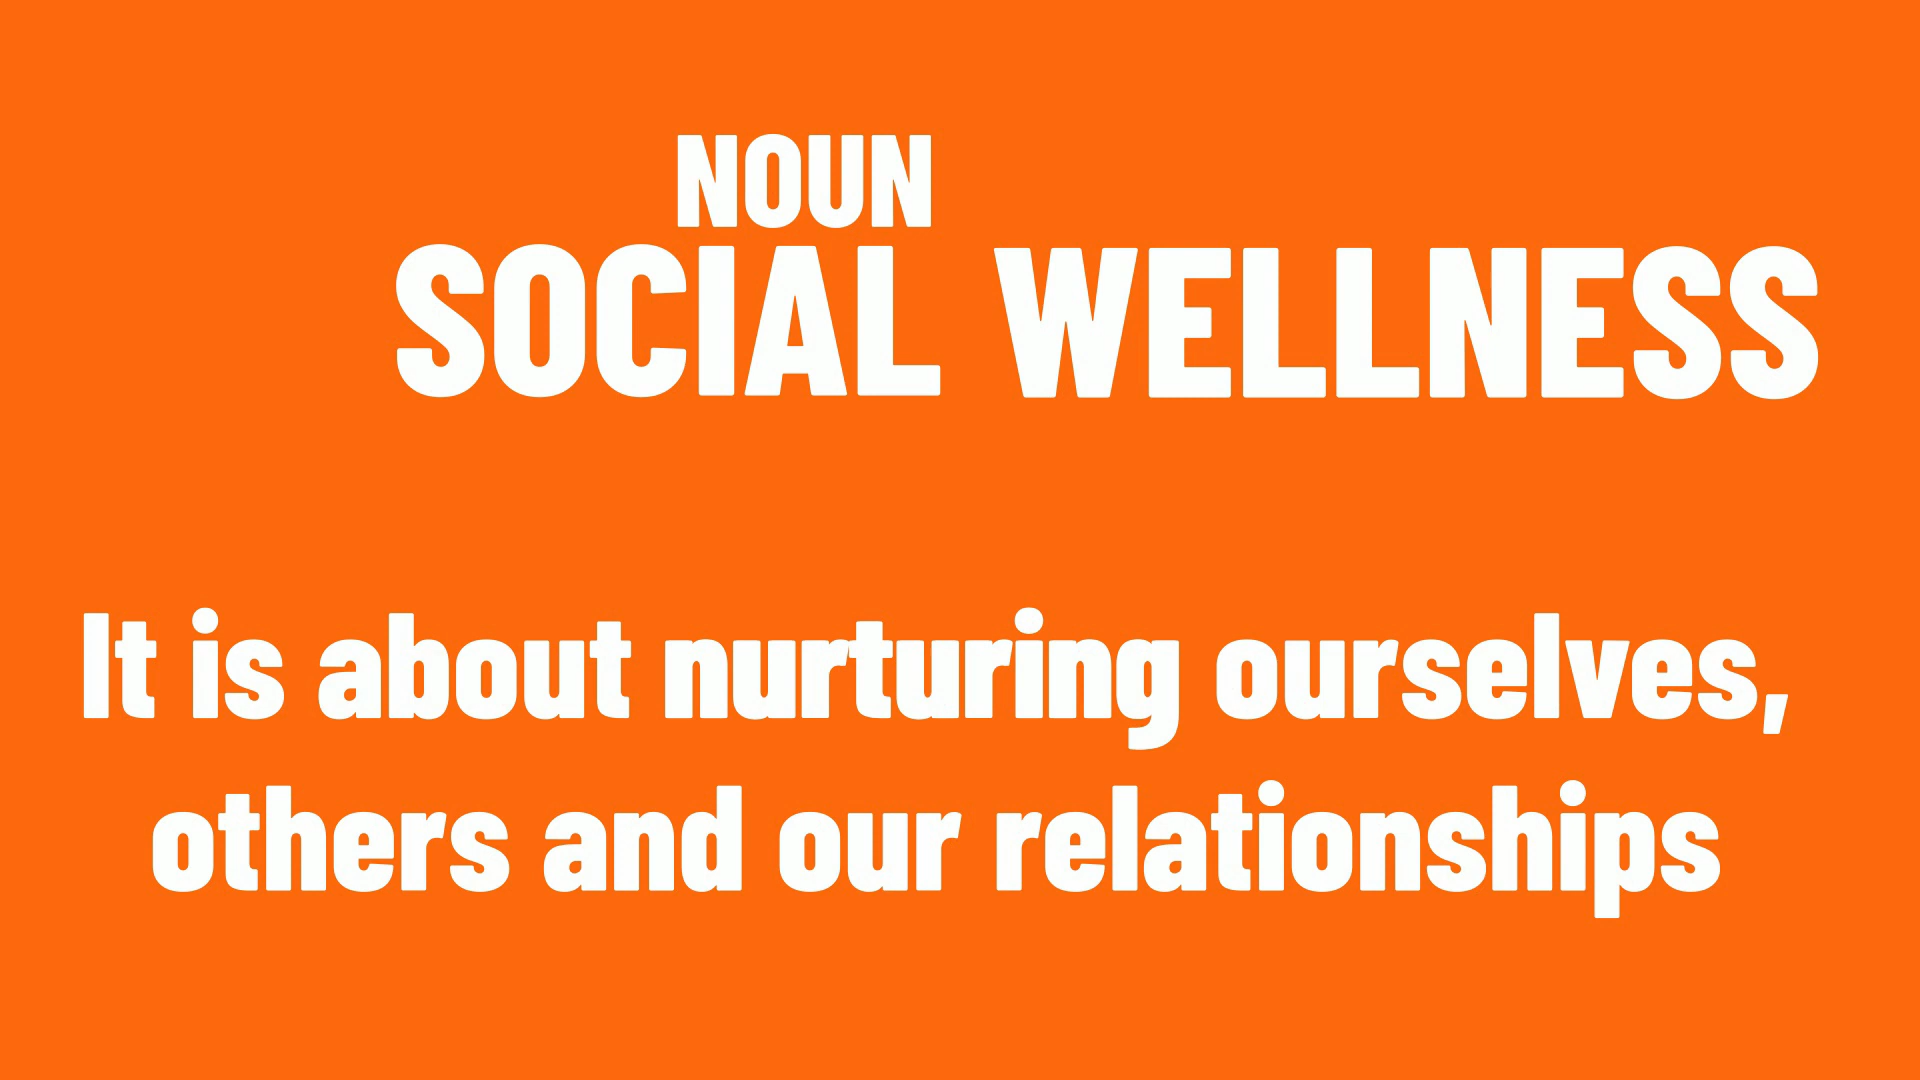 NOUN
SOCIAL WELLNESS
It is about nurturing ourselves,
others and our relationships